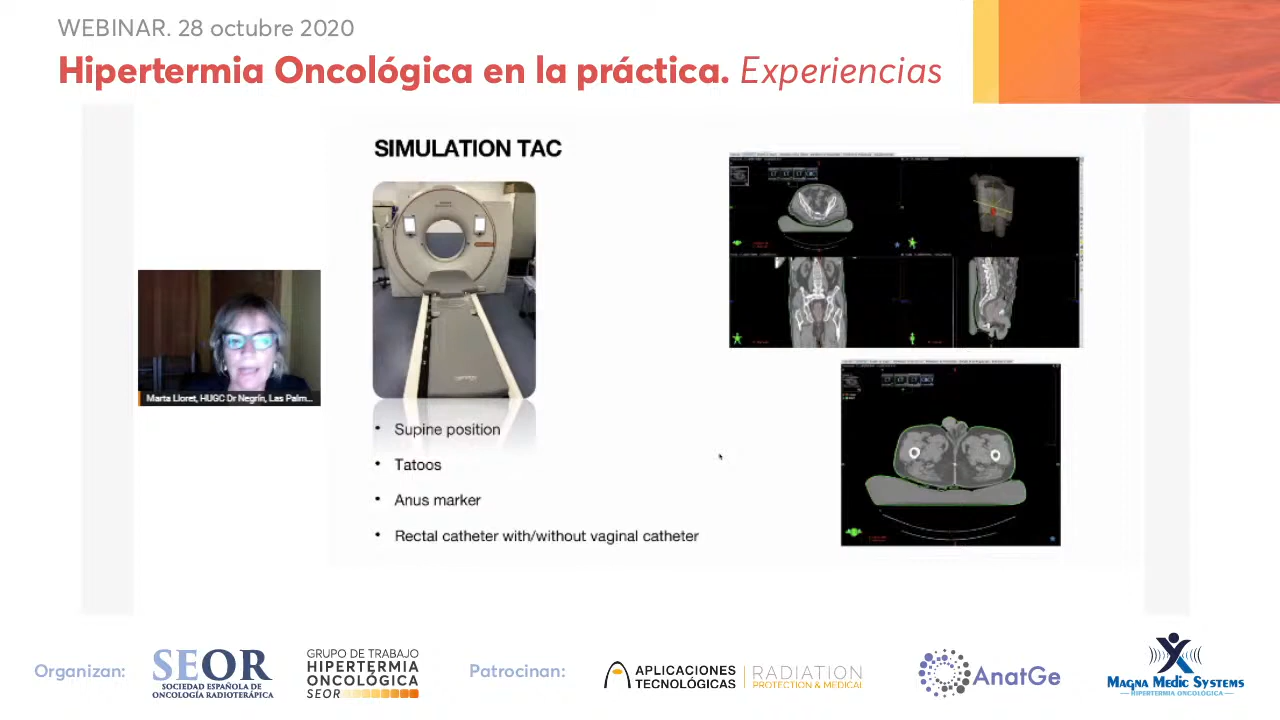 WEBINAR. 28 octubre 2020
Hipertermia Oncológica en la práctica. Experiencias
SIMULATION TAC
Marta Lloret, HUGC Dr Negrín, Las Palm...
• Supine position
• Tatoos
• Anus marker
• Rectal catheter with/without vaginal catheter
Organizan:
SEOR
SOCIEDAD ESPAÑOLA DE
ONCOLOGÍA RADIOTERÁPICA
GRUPO DE TRABAJO
HIPERTERMIA
ONCOLÓGICA
SEOR
Patrocinan:
APLICACIONES
TECNOLÓGICAS
RADIATION
PROTECTION & MEDICAL
AnatGe
MAGNA MEDIC SYSTEMS
HIPERTERMIA ONCOLÓGICA